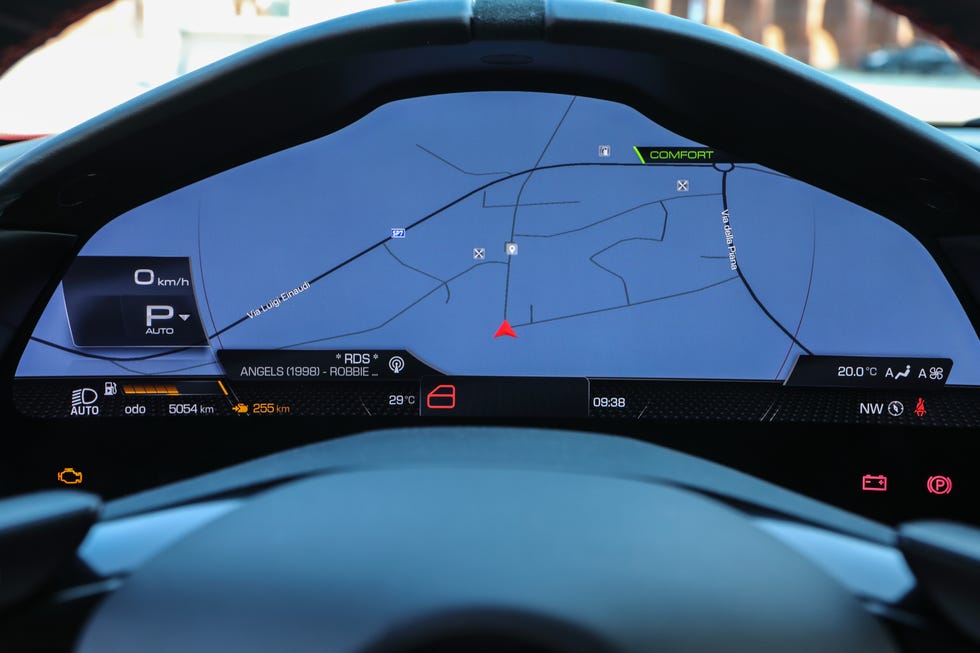 COMFORT
SP7
Via della Piana
Via Luigi Einaudi
0 km/h
P
AUTO
* RDS *
ANGELS (1998) - ROBBIE ...
20.0 °C A A
AUTO
odo 5054 km
255 km
29 °C
09:38
NW
P